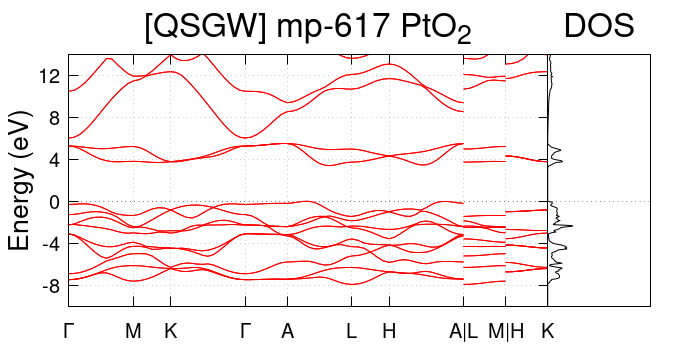 [QSGW] mp-617 PtO2 DOS
Energy (eV)
12
8
4
0
-4
-8
Γ M K Γ A L H A|L M|H K